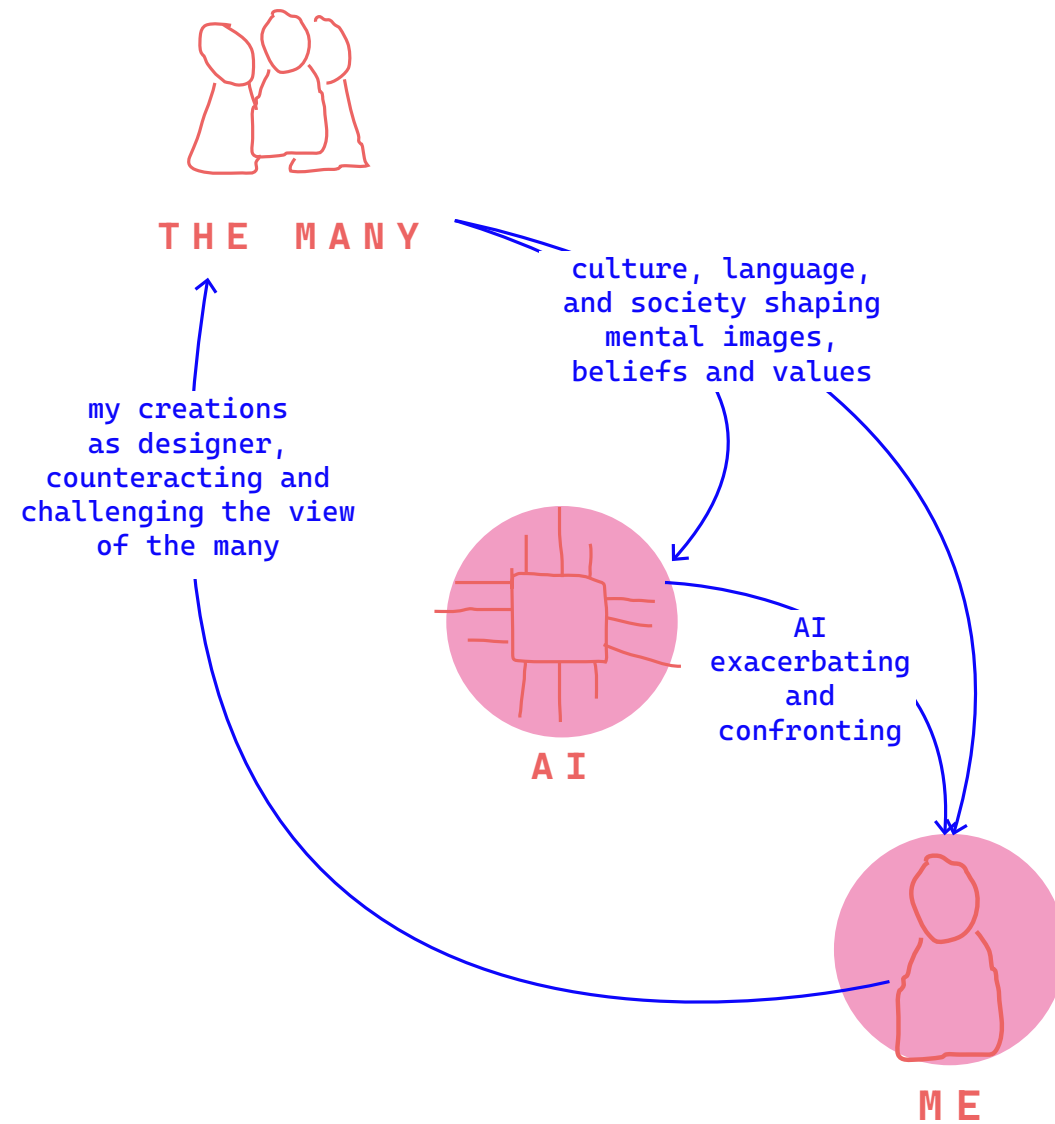 THE MANY
culture, language,
and society shaping
mental images,
beliefs and values
my creations
as designer,
counteracting and
challenging the view
of the many
AI
exacerbating
and
confronting
AI
ME